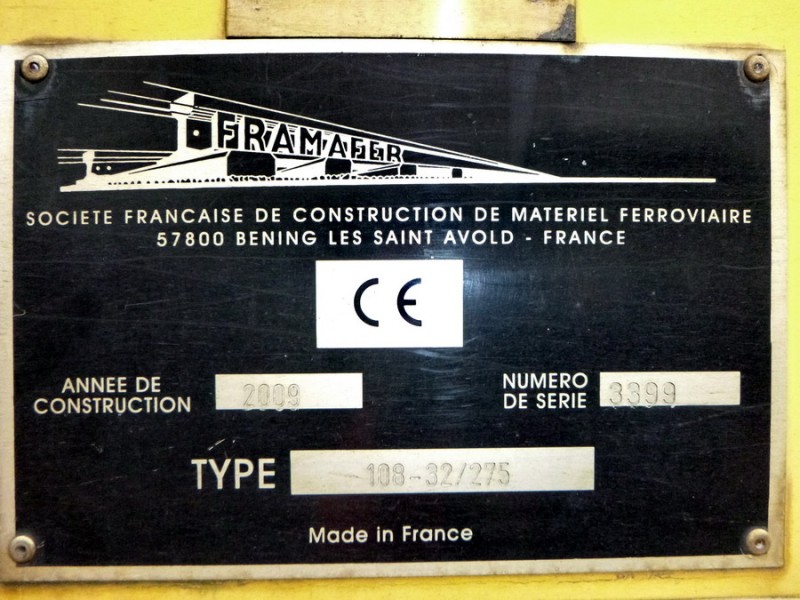 FRAMAFER
SOCIETE FRANCAISE DE CONSTRUCTION DE MATERIEL FERROVIAIRE
57800 BENING LES SAINT AVOLD - FRANCE
CE
ANNEE DE CONSTRUCTION 2009
NUMERO DE SERIE 3399
TYPE 108-32/275
Made in France